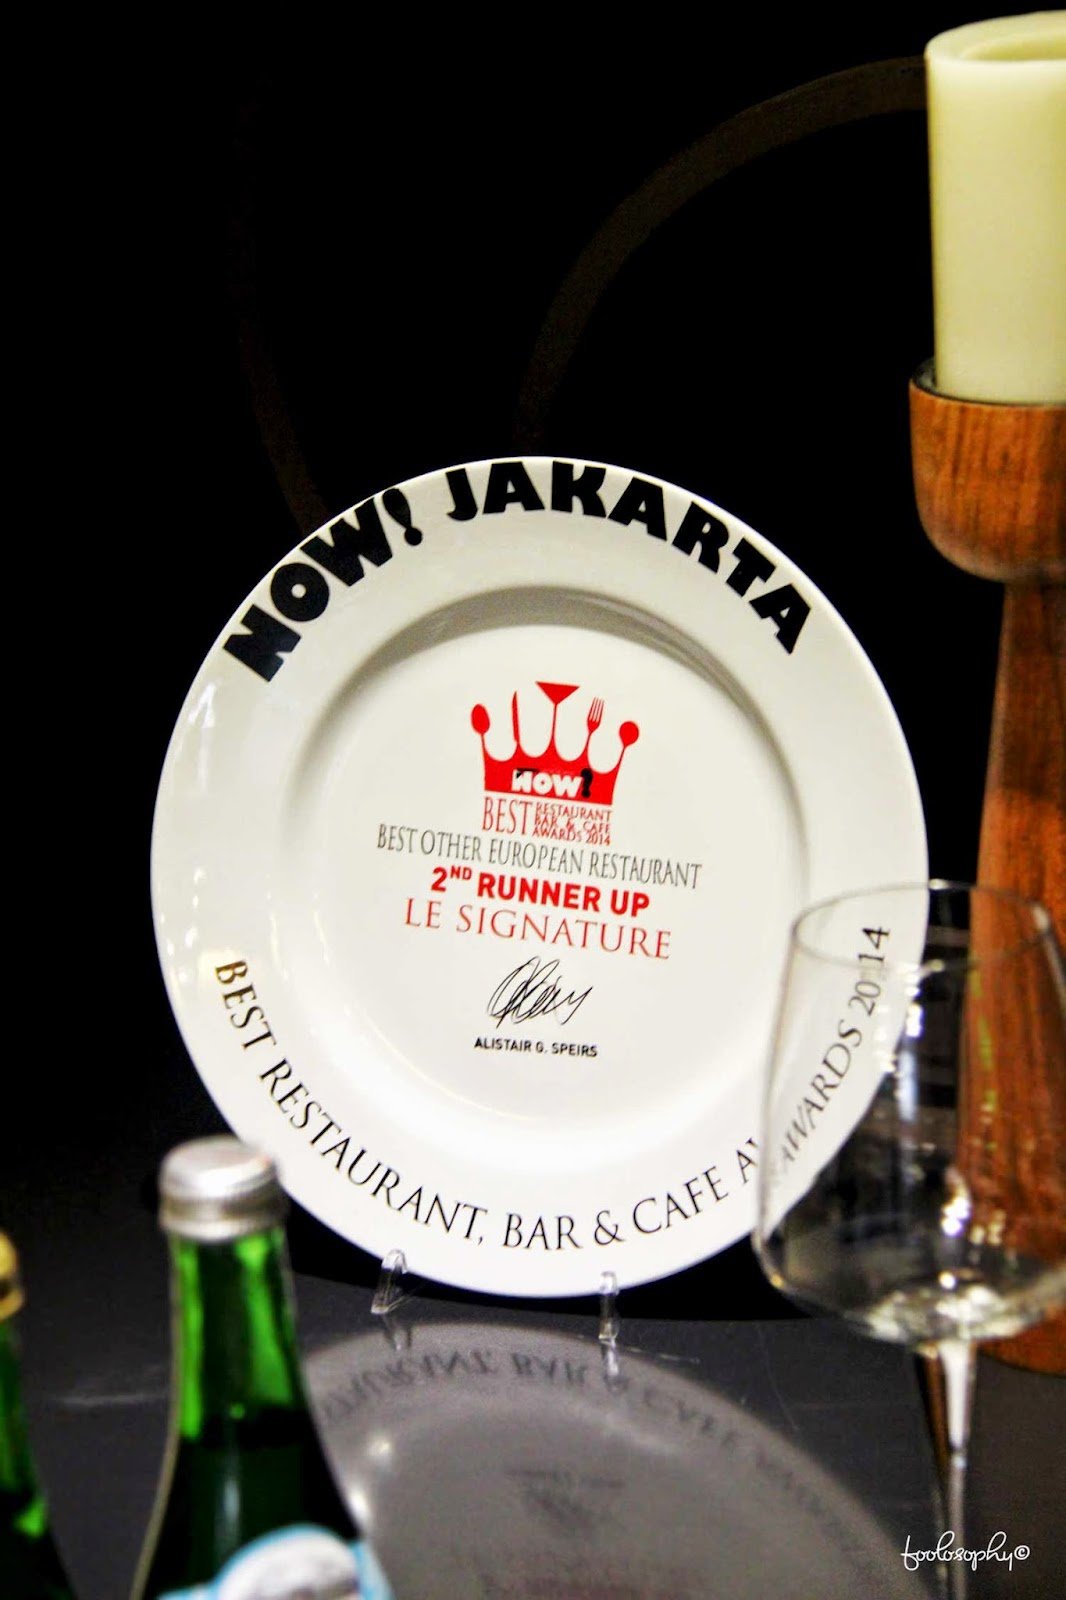 NOW! JAKARTA
NOW!
BEST RESTAURANT
BAR & CAFE
AWARDS 2014
BEST OTHER EUROPEAN RESTAURANT
2ND RUNNER UP
LE SIGNATURE
ALISTAIR G. SPEIRS
BEST RESTAURANT, BAR & CAFE AWARDS 2014
foolosophy©